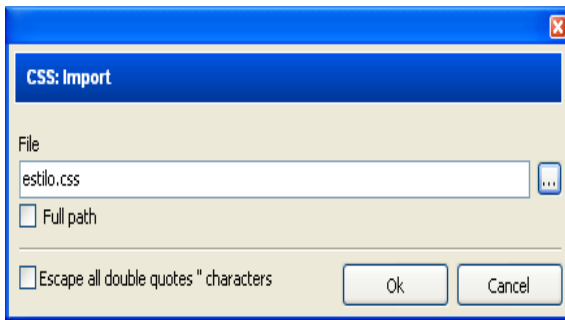 CSS: Import
File
estilo.css
...
Full path
Escape all double quotes " characters
Ok
Cancel